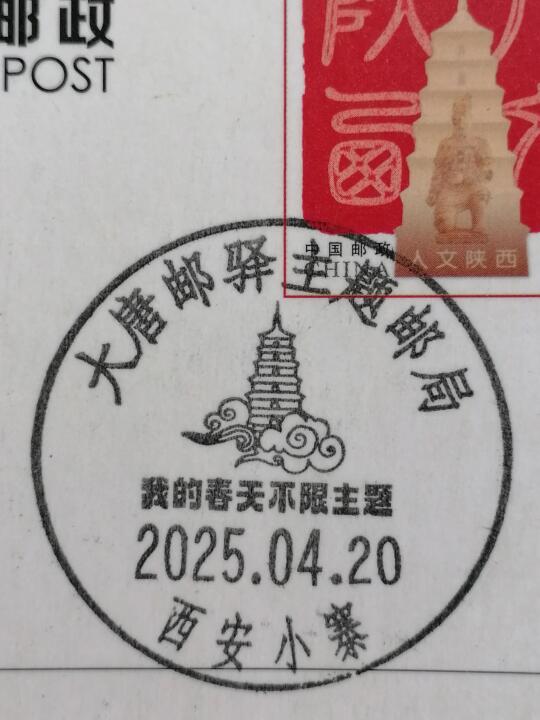 邮政
POST
中国邮政
CHINA
人文陕西
大唐邮驿主题邮局
我的春天不限主题
2025.04.20
西安小寨